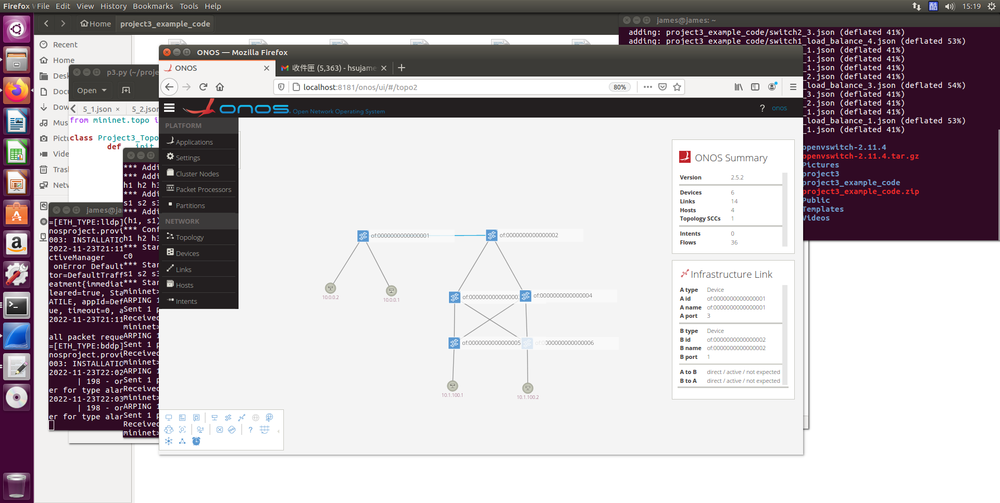 Firefox W File Edit View History Bookmarks Tools Help
酷 15:19
Home project3_example_code
Recent
Home
Desk
Docu
Dow
Mus
Pictu
Vide
Trash
Netw
james@james: ~
adding: project3_example_code/switch2_3.json (deflated 41%)
adding: project3_example_code/switch1_load_balance_4.json (deflated 53%)
_1.json (deflated 41%)
_1.json (deflated 41%)
_1.json (deflated 41%)
_2.json (deflated 41%)
_load_balance_3.json (deflated 54%)
_3.json (deflated 41%)
_2.json (deflated 41%)
_1.json (deflated 41%)
_load_balance_1.json (deflated 53%)
_1.json (deflated 41%)
openvswitch-2.11.4
openvswitch-2.11.4.tar.gz
Pictures
project3
project3_example_code
project3_example_code.zip
Public
Templates
Videos
p3.py (~/proje
Open
5_1.json × 5_2.json
from mininet.topo i
class Project3_Topo
def __init
*** Addi
*** Addi
h1 h2 h3
*** Addi
s1 s2 s3
*** Addi
(h1, s1)
*** Conf
h1 h2 h3
*** Star
c0
*** Star
s1 s2 s3
*** Star
mininet>
ARPING 1
Sent 1 p
Received
mininet>
ARPING 1
Sent 1 p
Received
mininet>
ARPING 1
Sent 1 p
Received
mininet>
ARPING 1
Sent 1 p
Received
mininet>
james@ja
=[ETH_TYPE:lldp]
nosproject.provi
003: INSTALLATIO
2022-11-23T21:11
ctiveManager
onError Default
tor=DefaultTraff
eatment{immediat
leared=true, Sta
ATILE, appId=Def
ue, timeout=0, a
2022-11-23T21:11
all packet reque
=[ETH_TYPE:bddp]
nosproject.provi
003: INSTALLATIO
2022-11-23T22:02
| 198 - or
er for type alar
2022-11-23T22:03
| 198 - or
er for type alar
ONOS — Mozilla Firefox
ONOS
收件匣 (5,363) - hsujame
localhost:8181/onos/ui/#/topo2 80%
onos. Open Network Operating System ? onos
PLATFORM
Applications
Settings
Cluster Nodes
Packet Processors
Partitions
NETWORK
Topology
Devices
Links
Hosts
Intents
of:0000000000000001
of:0000000000000002
10.0.0.2
10.0.0.1
of:0000000000000003
of:0000000000000004
of:0000000000000005
of:0000000000000006
10.1.100.1
10.1.100.2
ONOS Summary
Version 2.5.2
Devices 6
Links 14
Hosts 4
Topology SCCs 1
Intents 0
Flows 36
Infrastructure Link
A type Device
A id of:0000000000000001
A name of:0000000000000001
A port 3
B type Device
B id of:0000000000000002
B name of:0000000000000002
B port 1
A to B direct / active / not expected
B to A direct / active / not expected